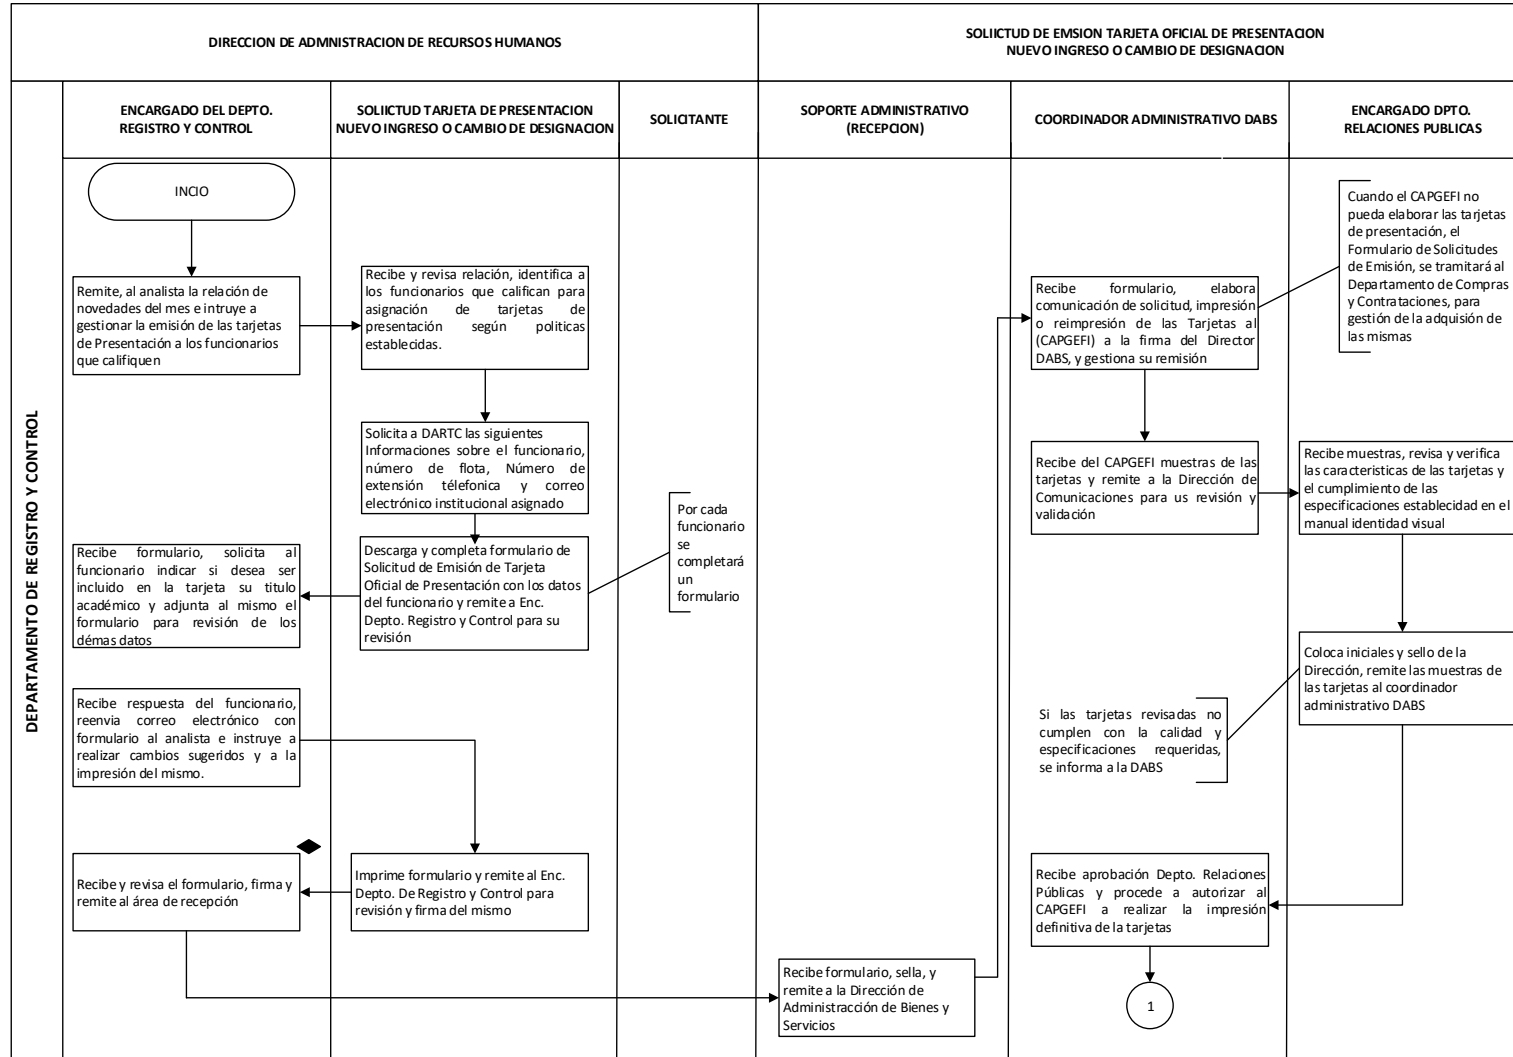 DIRECCION DE ADMNISTRACION DE RECURSOS HUMANOS
SOLIICTUD DE EMSION TARJETA OFICIAL DE PRESENTACION
NUEVO INGRESO O CAMBIO DE DESIGNACION
ENCARGADO DEL DEPTO.
REGISTRO Y CONTROL
SOLIICTUD TARJETA DE PRESENTACION
NUEVO INGRESO O CAMBIO DE DESIGNACION
SOLICITANTE
SOPORTE ADMINISTRATIVO
(RECEPCION)
COORDINADOR ADMINISTRATIVO DABS
ENCARGADO DPTO.
RELACIONES PUBLICAS
DEPARTAMENTO DE REGISTRO Y CONTROL
INCIO
Remite, al analista la relación de
novedades del mes e intruye a
gestionar la emisión de las tarjetas
de Presentación a los funcionarios
que califiquen
Recibe y revisa relación, identifica a
los funcionarios que califican para
asignación de tarjetas de
presentación según politicas
establecidas.
Solicita a DARTC las siguientes
Informaciones sobre el funcionario,
número de flota, Número de
extensión télefonica y correo
electrónico institucional asignado
Descarga y completa formulario de
Solicitud de Emisión de Tarjeta
Oficial de Presentación con los datos
del funcionario y remite a Enc.
Depto. Registro y Control para su
revisión
Por cada
funcionario
se
completará
un
formulario
Recibe formulario, solicita al
funcionario indicar si desea ser
incluido en la tarjeta su titulo
académico y adjunta al mismo el
formulario para revisión de los
démas datos
Recibe respuesta del funcionario,
reenvia correo electrónico con
formulario al analista e instruye a
realizar cambios sugeridos y a la
impresión del mismo.
Imprime formulario y remite al Enc.
Depto. De Registro y Control para
revisión y firma del mismo
Recibe y revisa el formulario, firma y
remite al área de recepción
Recibe formulario, sella, y
remite a la Dirección de
Administracción de Bienes y
Servicios
Recibe formulario, elabora
comunicación de solicitud, impresión
o reimpresión de las Tarjetas al
(CAPGEFI) a la firma del Director
DABS, y gestiona su remisión
Cuando el CAPGEFI no
pueda elaborar las tarjetas
de presentación, el
Formulario de Solicitudes
de Emisión, se tramitará al
Departamento de Compras
y Contrataciones, para
gestión de la adquisión de
las mismas
Recibe del CAPGEFI muestras de las
tarjetas y remite a la Dirección de
Comunicaciones para us revisión y
validación
Recibe muestras, revisa y verifica
las caracteristicas de las tarjetas y
el cumplimiento de las
especificaciones establecidad en el
manual identidad visual
Coloca iniciales y sello de la
Dirección, remite las muestras de
las tarjetas al coordinador
administrativo DABS
Si las tarjetas revisadas no
cumplen con la calidad y
especificaciones requeridas,
se informa a la DABS
Recibe aprobación Depto. Relaciones
Públicas y procede a autorizar al
CAPGEFI a realizar la impresión
definitiva de la tarjetas
1